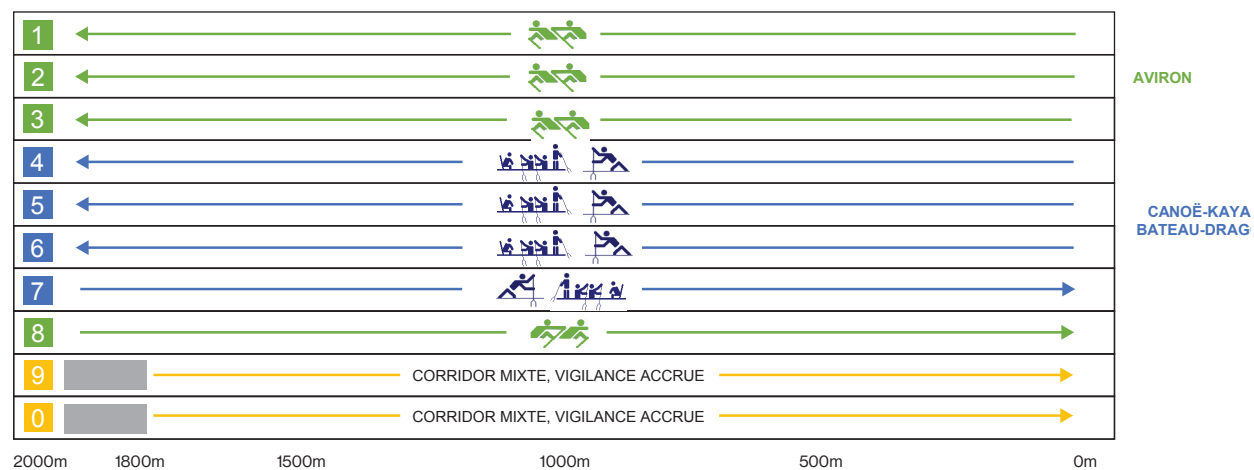 1
2
AVIRON
3
4
5
CANOË-KAYA
BATEAU-DRAG
6
7
8
9 CORRIDOR MIXTE, VIGILANCE ACCRUE
0 CORRIDOR MIXTE, VIGILANCE ACCRUE
2000m 1800m 1500m 1000m 500m 0m